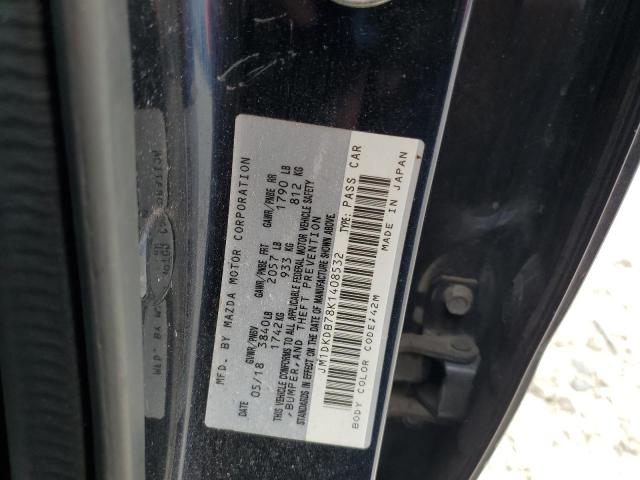 MFD. BY MAZDA MOTOR CORPORATION
DATE GVWR/PNBV GAWR/PNBE FRT GAWR/PNBE RR
05/18 3840LB 2057 LB 1790 LB
1742KG 933 KG 812 KG
THIS VEHICLE CONFORMS TO ALL APPLICABLE FEDERAL MOTOR VEHICLE SAFETY
,BUMPER,AND THEFT PREVENTION
STANDARDS IN EFFECT ON THE DATE OF MANUFACTURE SHOWN ABOVE.
JM1DKDB78K1408532 TYPE: PASS CAR
BODY COLOR CODE:42M MADE IN JAPAN